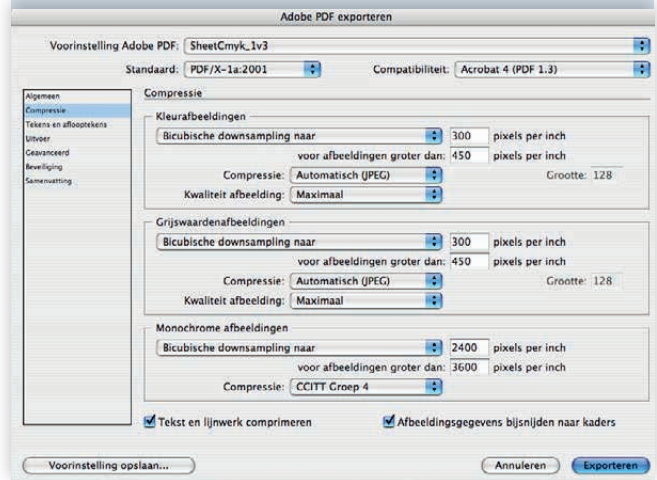 Adobe PDF exporteren
Voorinstelling Adobe PDF: SheetCmyk_1v3
Standaard: PDF/X-1a:2001 Compatibiliteit: Acrobat 4 (PDF 1.3)
Algemeen
Compressie
Tekens en aflooptekens
Uitvoer
Geavanceerd
Beveiliging
Samenvatting
Compressie
Kleurafbeeldingen
Bicubische downsampling naar 300 pixels per inch
voor afbeeldingen groter dan: 450 pixels per inch
Compressie: Automatisch (JPEG) Grootte: 128
Kwaliteit afbeelding: Maximaal
Grijswaardenafbeeldingen
Bicubische downsampling naar 300 pixels per inch
voor afbeeldingen groter dan: 450 pixels per inch
Compressie: Automatisch (JPEG) Grootte: 128
Kwaliteit afbeelding: Maximaal
Monochrome afbeeldingen
Bicubische downsampling naar 2400 pixels per inch
voor afbeeldingen groter dan: 3600 pixels per inch
Compressie: CCITT Groep 4
Tekst en lijnwerk comprimeren Afbeeldingsgegevens bijsnijden naar kaders
Voorinstelling opslaan... Annuleren Exporteren